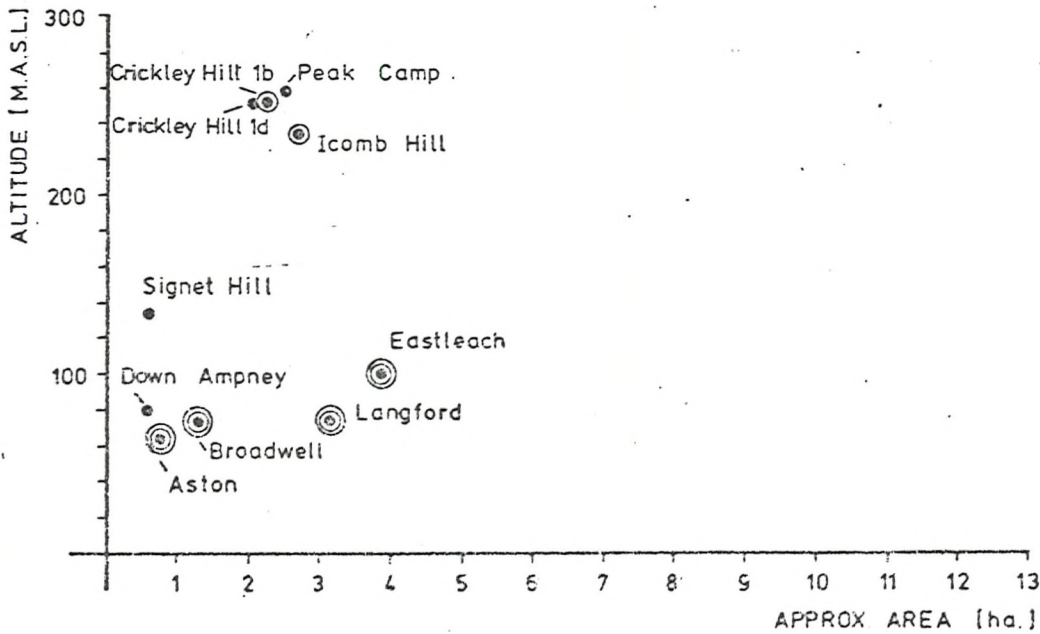 ALTITUDE [M.A.S.L.]
300
200
100
Crickley Hill 1b
Peak Camp
Crickley Hill 1d
Icomb Hill
Signet Hill
Eastleach
Down Ampney
Langford
Broadwell
Aston
1 2 3 4 5 6 7 8 9 10 11 12 13
APPROX. AREA [ha.]